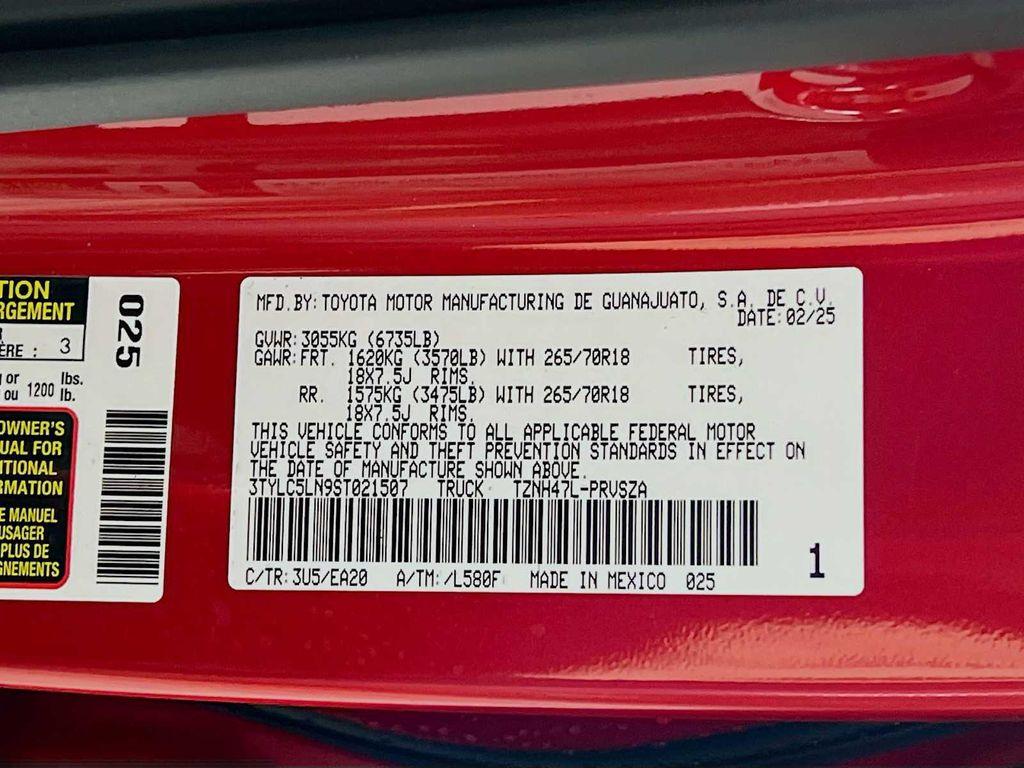 TION
RGEMENT
ÈRE : 3
or lbs.
ou 1200 lb.
OWNER'S
UAL FOR
ITIONAL
RMATION
E MANUEL
USAGER
PLUS DE
GNEMENTS
025
MFD.BY:TOYOTA MOTOR MANUFACTURING DE GUANAJUATO, S.A. DE C.V.
DATE:02/25
GVWR:3055KG (6735LB)
GAWR:FRT. 1620KG (3570LB) WITH 265/70R18 TIRES,
18X7.5J RIMS.
RR. 1575KG (3475LB) WITH 265/70R18 TIRES,
18X7.5J RIMS.
THIS VEHICLE CONFORMS TO ALL APPLICABLE FEDERAL MOTOR
VEHICLE SAFETY AND THEFT PREVENTION STANDARDS IN EFFECT ON
THE DATE OF MANUFACTURE SHOWN ABOVE.
3TYLC5LN9ST021507 TRUCK TZNH47L-PRVSZA
1
C/TR:3U5/EA20 A/TM:/L580F MADE IN MEXICO 025